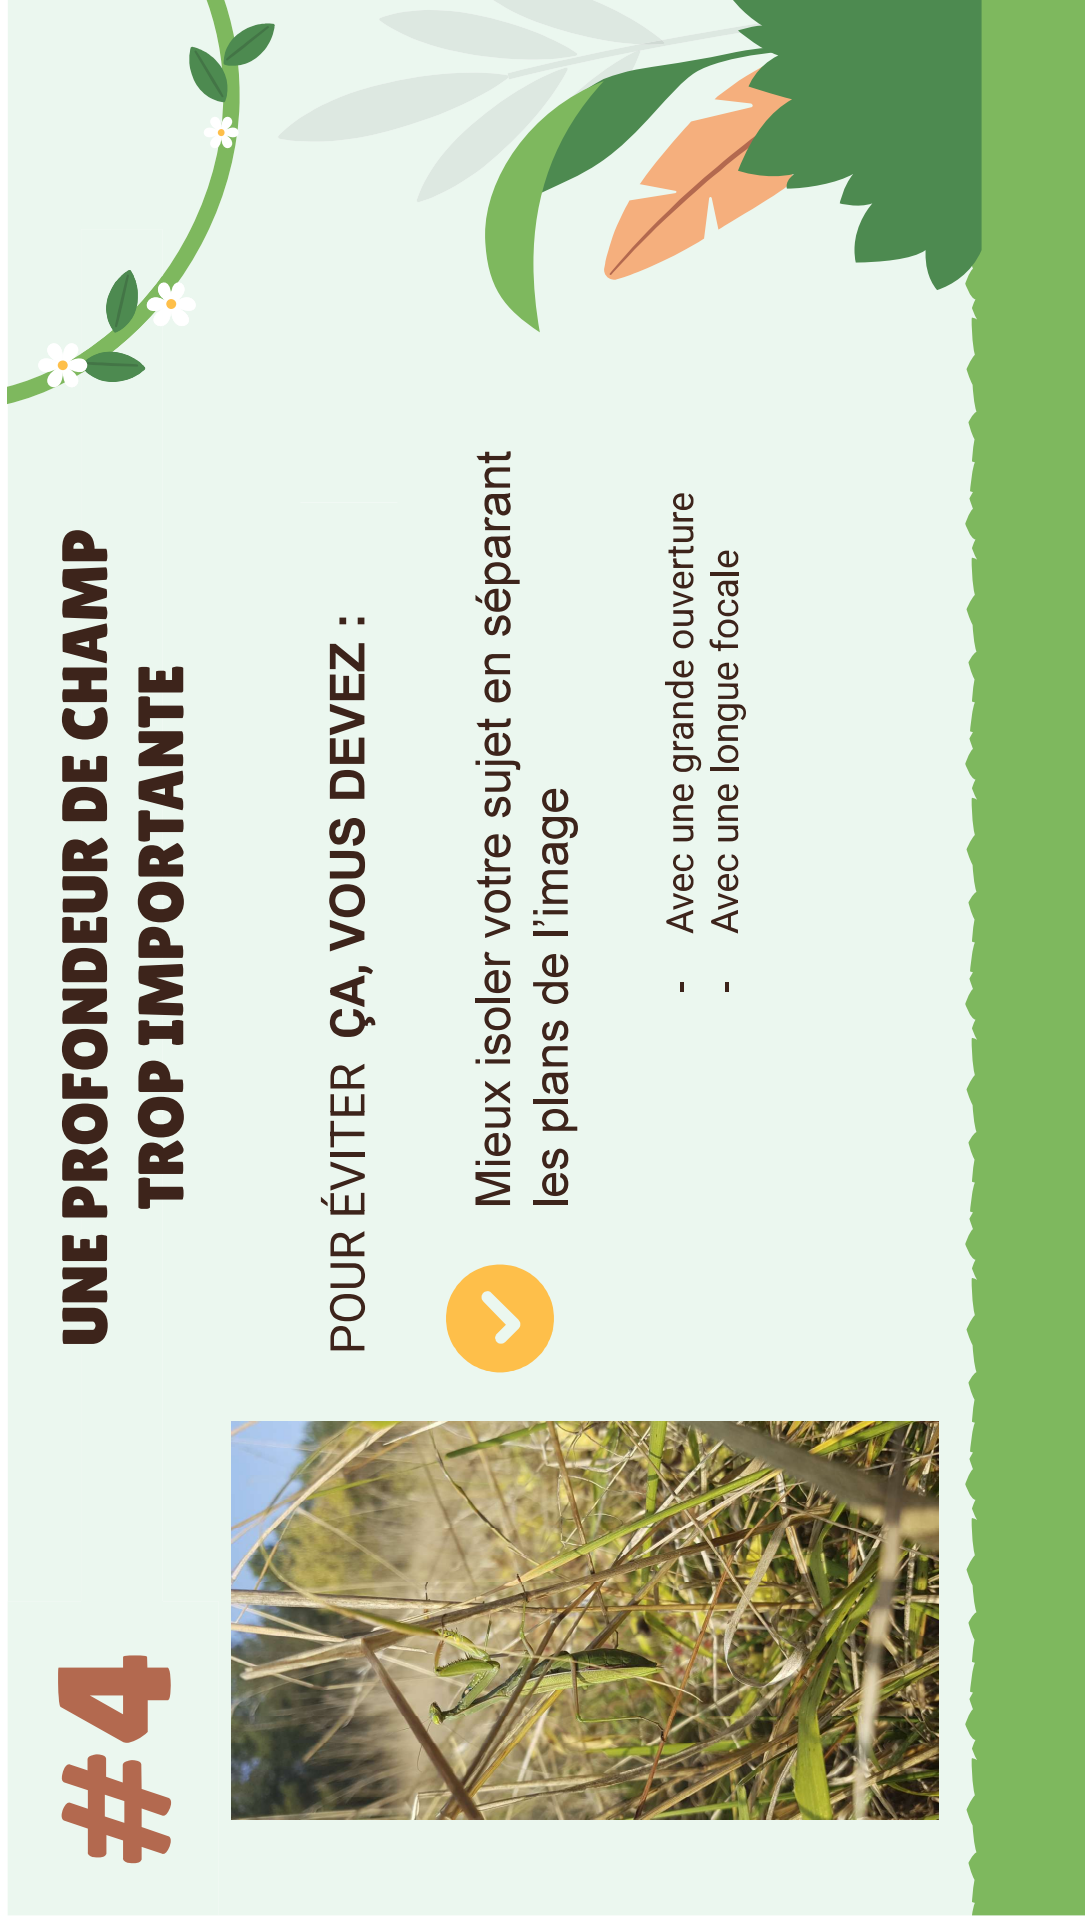 #4
UNE PROFONDEUR DE CHAMP
TROP IMPORTANTE
POUR ÉVITER ÇA, VOUS DEVEZ :
Mieux isoler votre sujet en séparant
les plans de l'image
- Avec une grande ouverture
- Avec une longue focale